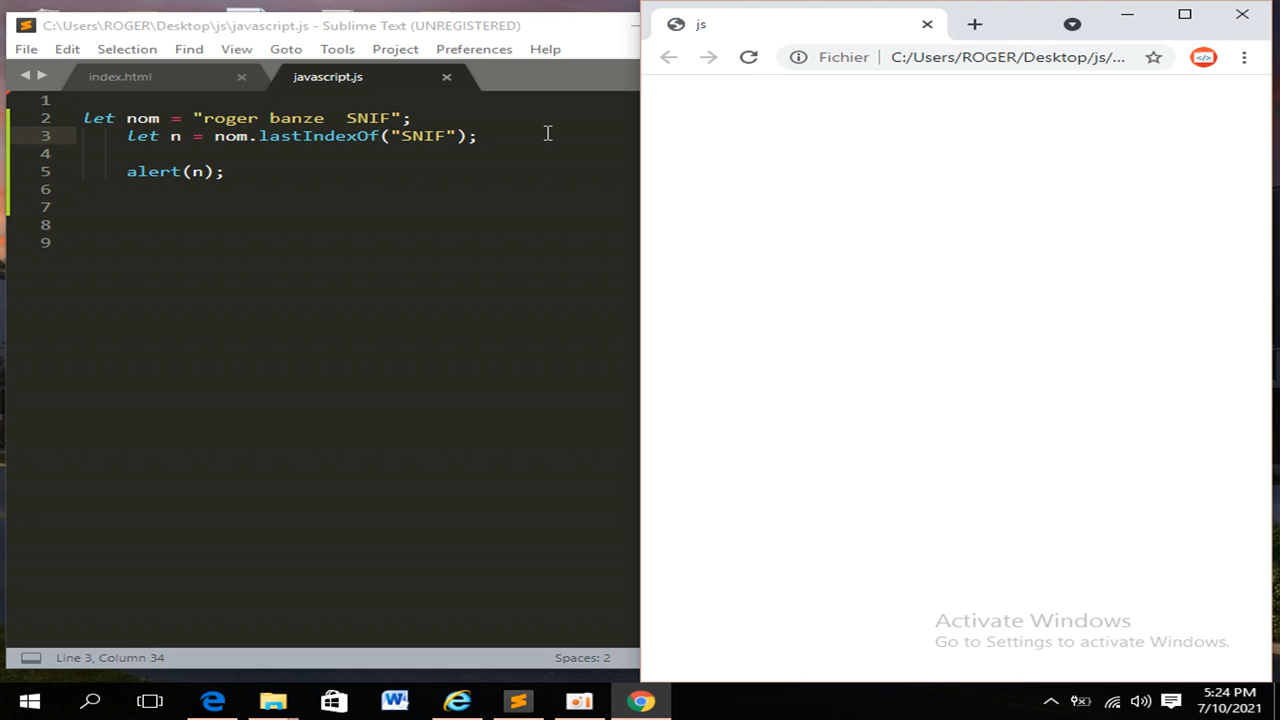 C:\Users\ROGER\Desktop\js\javascript.js - Sublime Text (UNREGISTERED)
File Edit Selection Find View Goto Tools Project Preferences Help
index.html javascript.js
1
2 let nom = "roger banze  SNIF";
3 let n = nom.lastIndexOf("SNIF");
4
5 alert(n);
6
7
8
9
Line 3, Column 34 Spaces: 2
js
Fichier C:/Users/ROGER/Desktop/js/...
Activate Windows
Go to Settings to activate Windows.
5:24 PM
7/10/2021